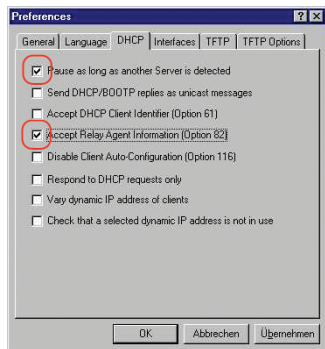 Preferences
General Language DHCP Interfaces TFTP TFTP Options
Pause as long as another Server is detected
Send DHCP/BOOTP replies as unicast messages
Accept DHCP Client Identifier (Option 61)
Accept Relay Agent Information (Option 82)
Disable Client Auto-Configuration (Option 116)
Respond to DHCP requests only
Vary dynamic IP address of clients
Check that a selected dynamic IP address is not in use
OK Abbrechen Übernehmen